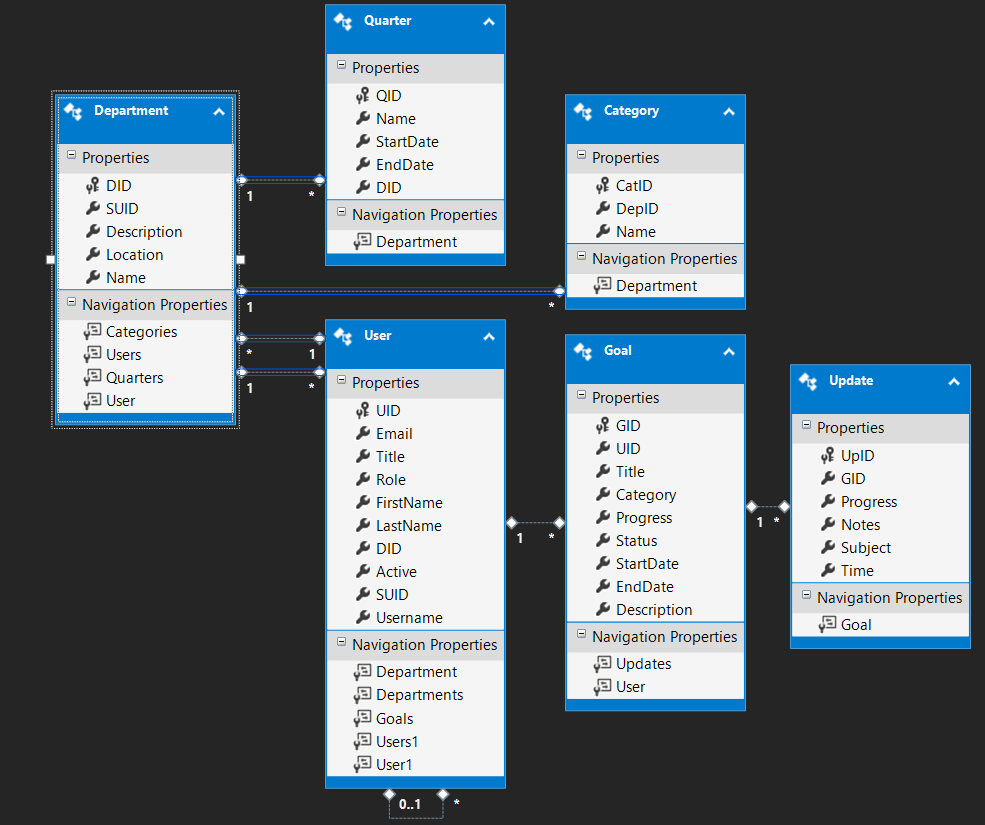 Quarter
Properties
QID
Name
StartDate
EndDate
DID
Navigation Properties
Department
Department
Properties
DID
SUID
Description
Location
Name
Navigation Properties
Categories
Users
Quarters
User
Category
Properties
CatID
DepID
Name
Navigation Properties
Department
1 *
1 *
* 1
1 *
User
Properties
UID
Email
Title
Role
FirstName
LastName
DID
Active
SUID
Username
Navigation Properties
Department
Departments
Goals
Users1
User1
0..1 *
1 *
Goal
Properties
GID
UID
Title
Category
Progress
Status
StartDate
EndDate
Description
Navigation Properties
Updates
User
1 *
Update
Properties
UpID
GID
Progress
Notes
Subject
Time
Navigation Properties
Goal